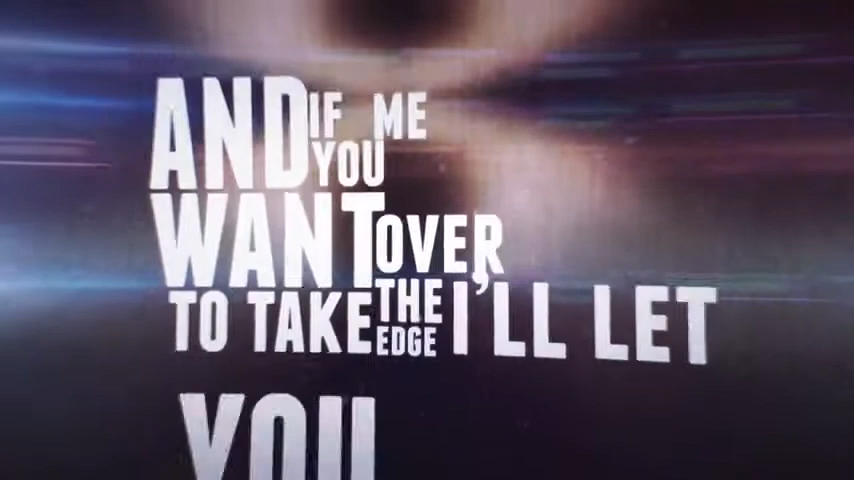 AND IF ME
YOU
WANT OVER
TO TAKE THE
EDGE I'LL LET
YOU